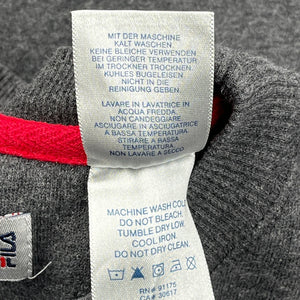 MIT DER MASCHINE
KALT WASCHEN.
KEINE BLEICHE VERWENDEN
BEI GERINGER TEMPERATUR
IM TROCKNER TROCKNEN.
KUHLES BUGELEISEN
NICHT IN DIE
REINIGUNG GEBEN.
LAVARE IN LAVATRICE IN
ACQUA FREDDA.
NON CANDEGGIARE.
ASCIUGARE IN ASCIUGATRICE
A BASSA TEMPERATURA.
STIRARE A BASSA
TEMPERATURA.
NON LAVARE A SECCO.
MACHINE WASH COLD
DO NOT BLEACH.
TUMBLE DRY LOW.
COOL IRON.
DO NOT DRY CLEAN.
RN# 91175
CA# 30617